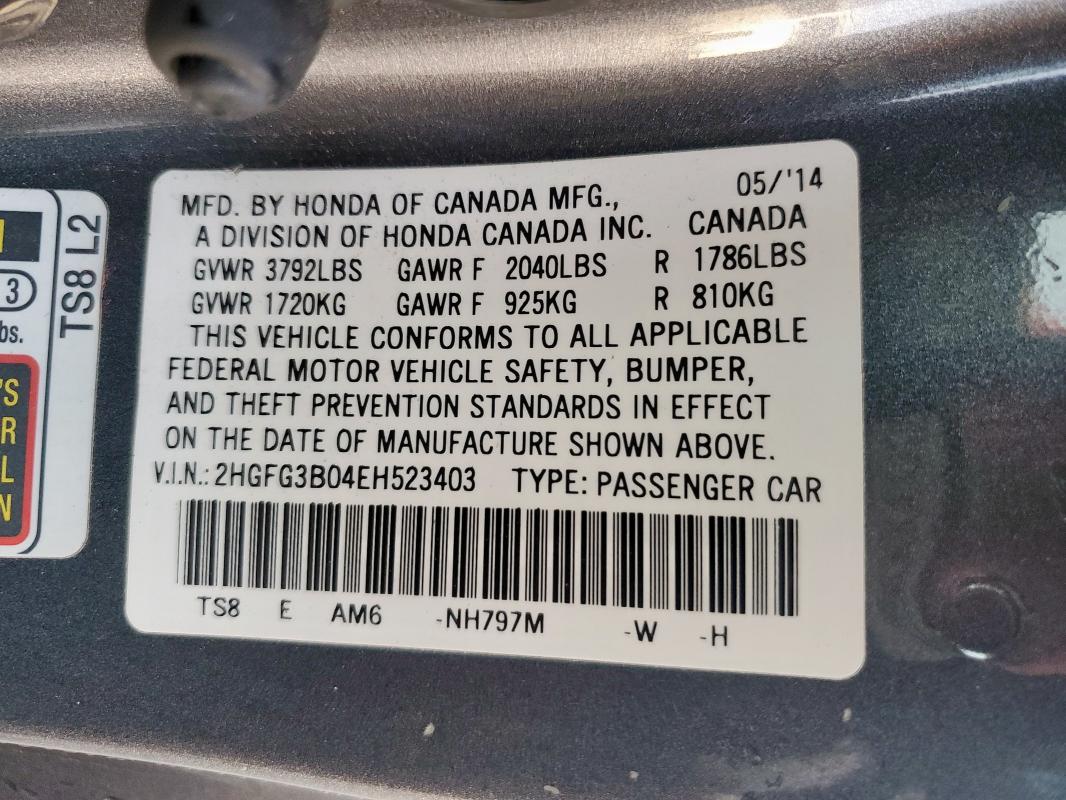 MFD. BY HONDA OF CANADA MFG., 05/'14
A DIVISION OF HONDA CANADA INC. CANADA
GVWR 3792LBS GAWR F 2040LBS R 1786LBS
GVWR 1720KG GAWR F 925KG R 810KG
THIS VEHICLE CONFORMS TO ALL APPLICABLE
FEDERAL MOTOR VEHICLE SAFETY, BUMPER,
AND THEFT PREVENTION STANDARDS IN EFFECT
ON THE DATE OF MANUFACTURE SHOWN ABOVE.
V.I.N.: 2HGFG3B04EH523403 TYPE: PASSENGER CAR
TS8 E AM6 -NH797M -W -H
TS8 L2
3